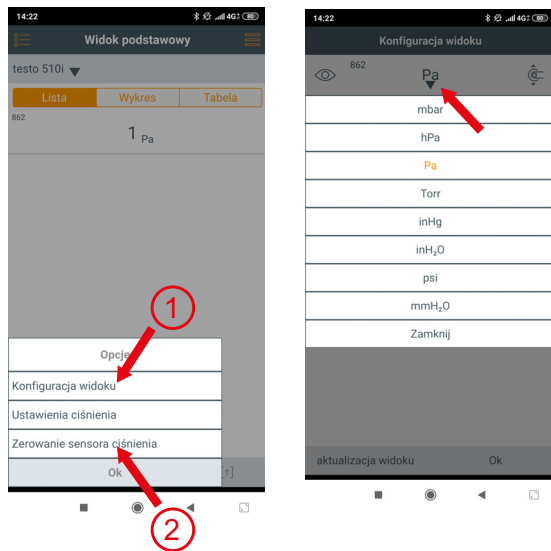 14:22
4G 80
Widok podstawowy
testo 510i
Lista Wykres Tabela
862
1 Pa
1
Opcje
Konfiguracja widoku
Ustawienia ciśnienia
Zerowanie sensora ciśnienia
Ok
2
14:22
4G 80
Konfiguracja widoku
862
Pa
mbar
hPa
Pa
Torr
inHg
inH₂O
psi
mmH₂O
Zamknij
aktualizacja widoku Ok